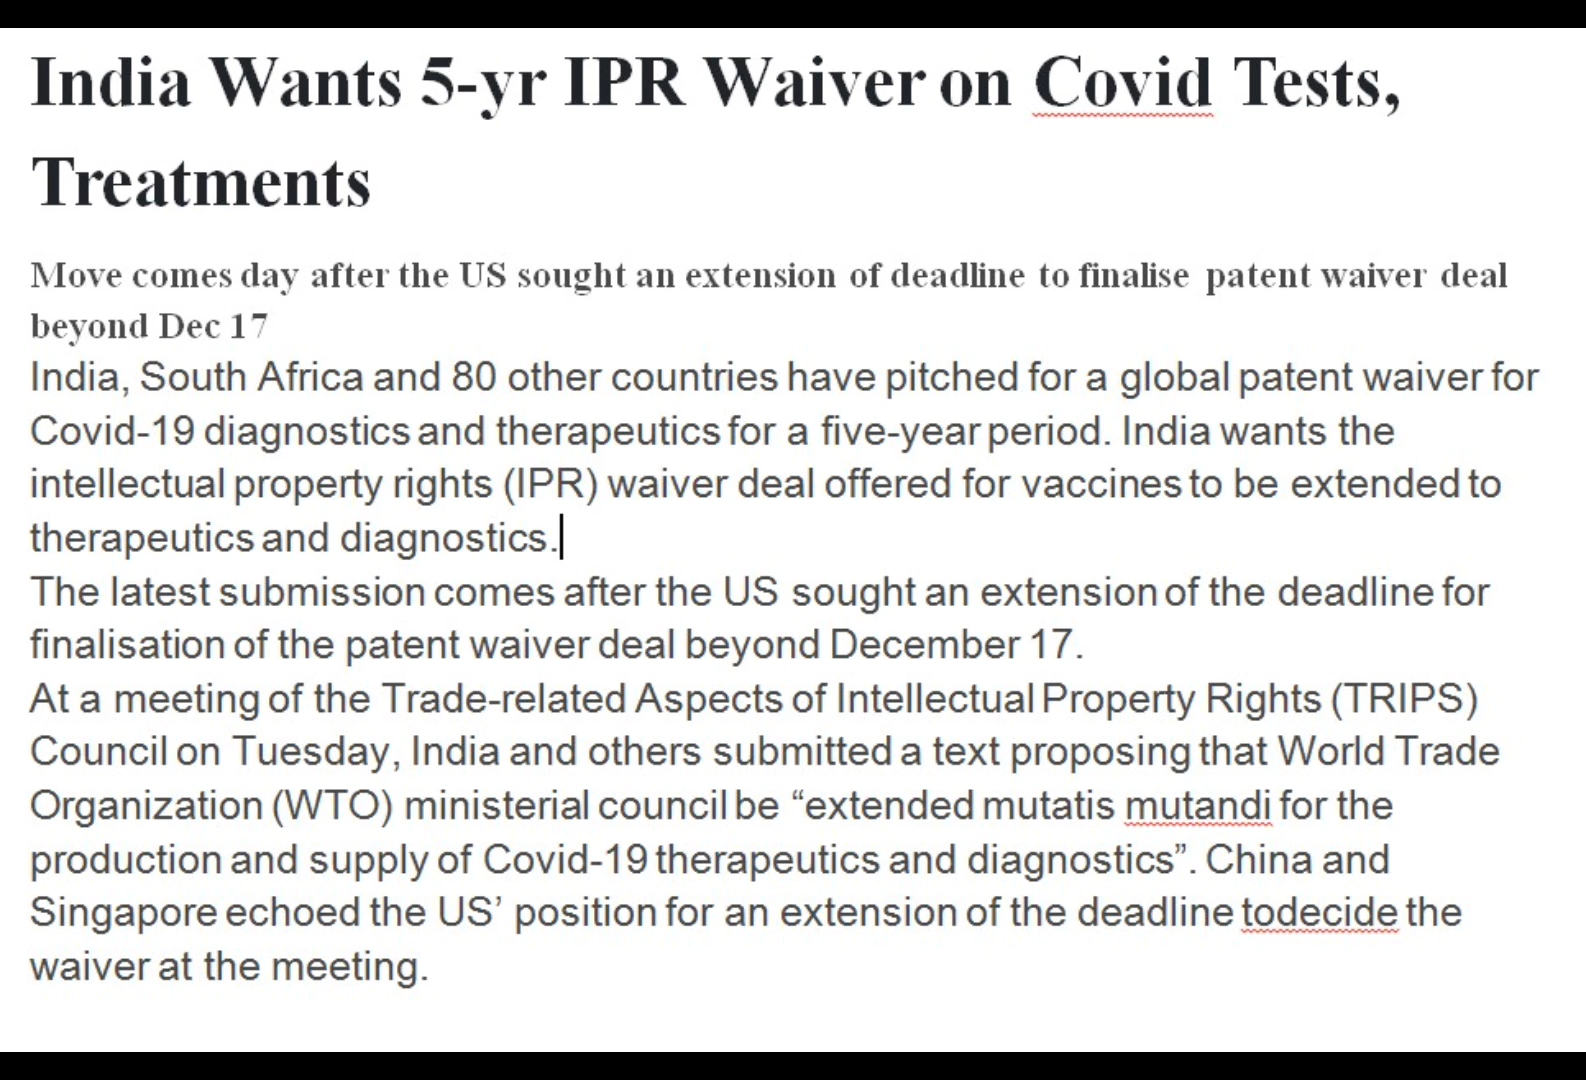 India Wants 5-yr IPR Waiver on Covid Tests,
Treatments
Move comes day after the US sought an extension of deadline to finalise patent waiver deal
beyond Dec 17
India, South Africa and 80 other countries have pitched for a global patent waiver for
Covid-19 diagnostics and therapeutics for a five-year period. India wants the
intellectual property rights (IPR) waiver deal offered for vaccines to be extended to
therapeutics and diagnostics.
The latest submission comes after the US sought an extension of the deadline for
finalisation of the patent waiver deal beyond December 17.
At a meeting of the Trade-related Aspects of Intellectual Property Rights (TRIPS)
Council on Tuesday, India and others submitted a text proposing that World Trade
Organization (WTO) ministerial council be “extended mutatis mutandi for the
production and supply of Covid-19 therapeutics and diagnostics”. China and
Singapore echoed the US’ position for an extension of the deadline todecide the
waiver at the meeting.